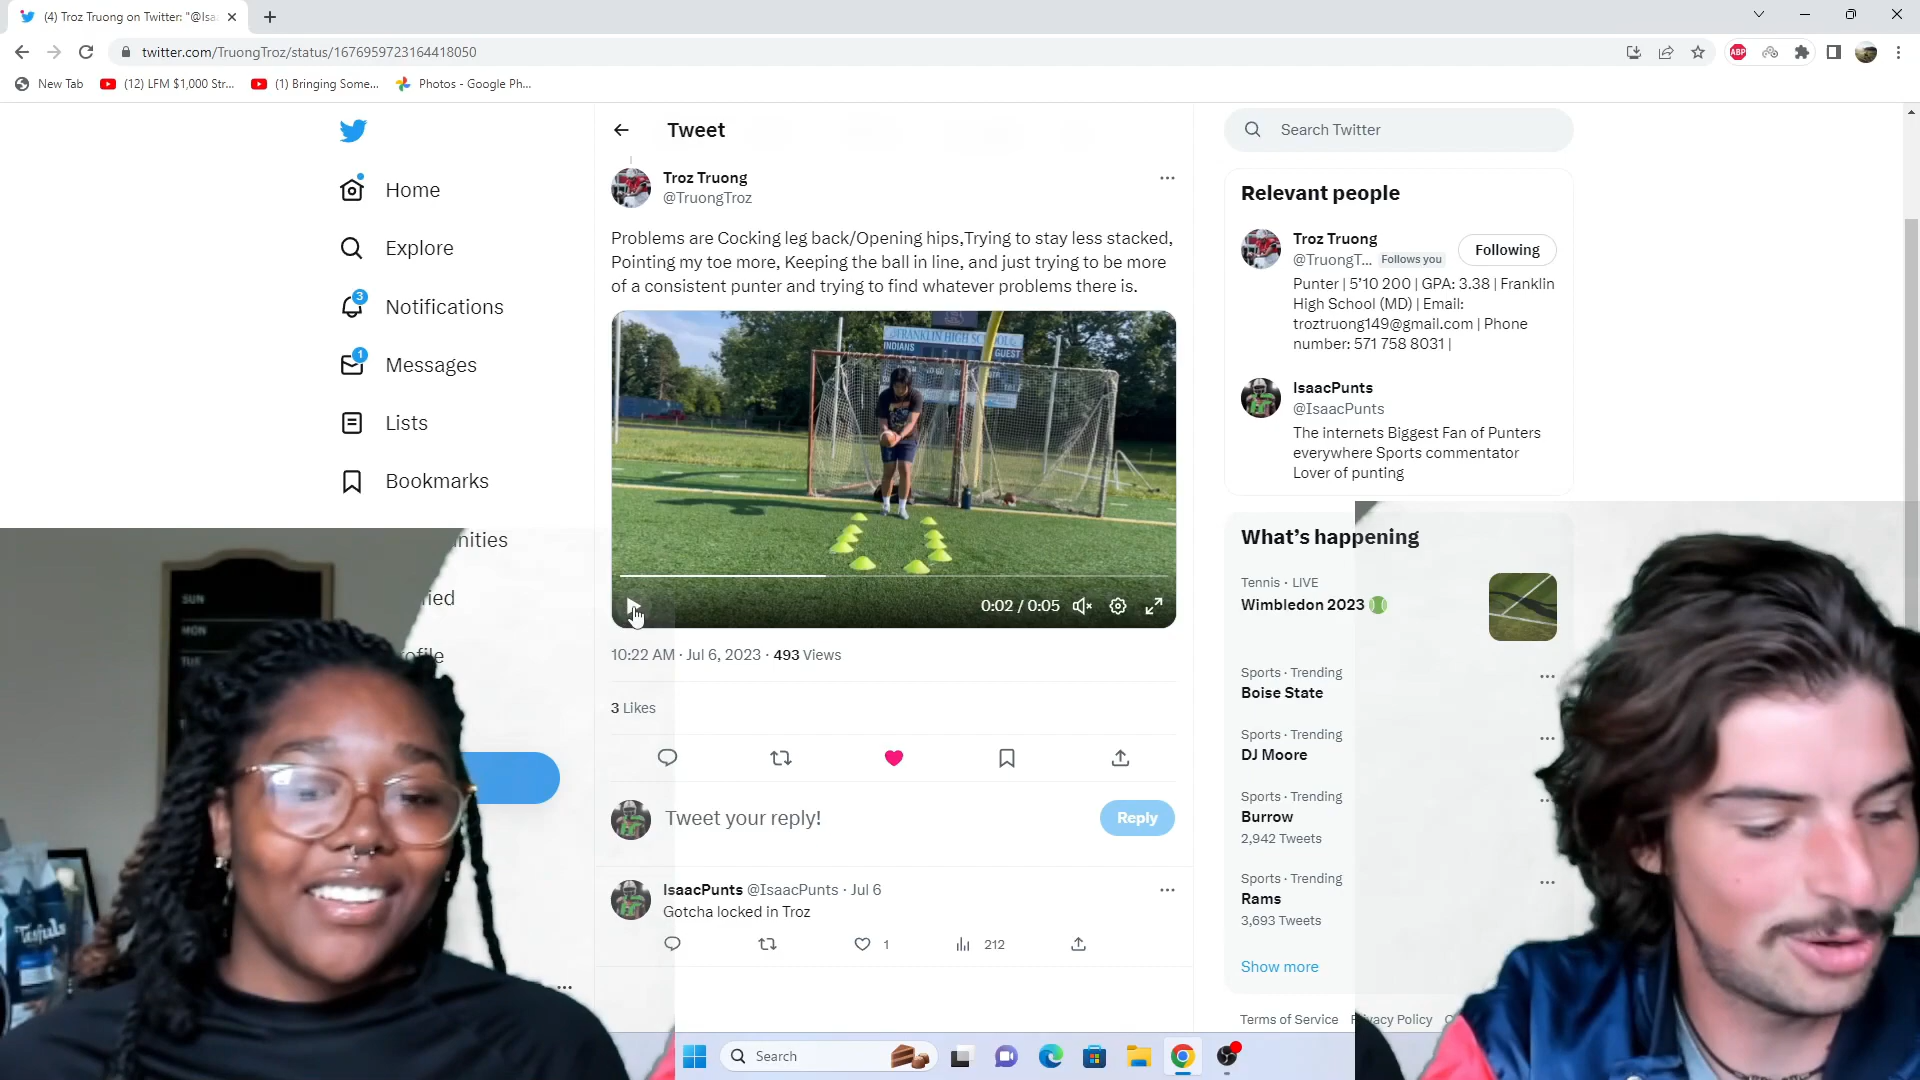 (4) Troz Truong on Twitter: "@Isa
twitter.com/TruongTroz/status/1676959723164418050
ABP
New Tab
(12) LFM $1,000 Str...
(1) Bringing Some...
Photos - Google Ph...
Home
Explore
3
Notifications
1
Messages
Lists
Bookmarks
nities
ied
ofile
SUN
MON
TUE
Tweet
Troz Truong
@TruongTroz
Problems are Cocking leg back/Opening hips,Trying to stay less stacked,
Pointing my toe more, Keeping the ball in line, and just trying to be more
of a consistent punter and trying to find whatever problems there is.
FRANKLIN HIGH SCHOOL
INDIANS
GUEST
0:02 / 0:05
10:22 AM · Jul 6, 2023 · 493 Views
3 Likes
Tweet your reply!
Reply
IsaacPunts @IsaacPunts · Jul 6
Gotcha locked in Troz
1
212
Search Twitter
Relevant people
Troz Truong
@TruongT... Follows you
Following
Punter | 5'10 200 | GPA: 3.38 | Franklin
High School (MD) | Email:
troztruong149@gmail.com | Phone
number: 571 758 8031 |
IsaacPunts
@IsaacPunts
The internets Biggest Fan of Punters
everywhere Sports commentator
Lover of punting
What's happening
Tennis · LIVE
Wimbledon 2023
Sports · Trending
Boise State
Sports · Trending
DJ Moore
Sports · Trending
Burrow
2,942 Tweets
Sports · Trending
Rams
3,693 Tweets
Show more
Terms of Service
Privacy Policy
Search